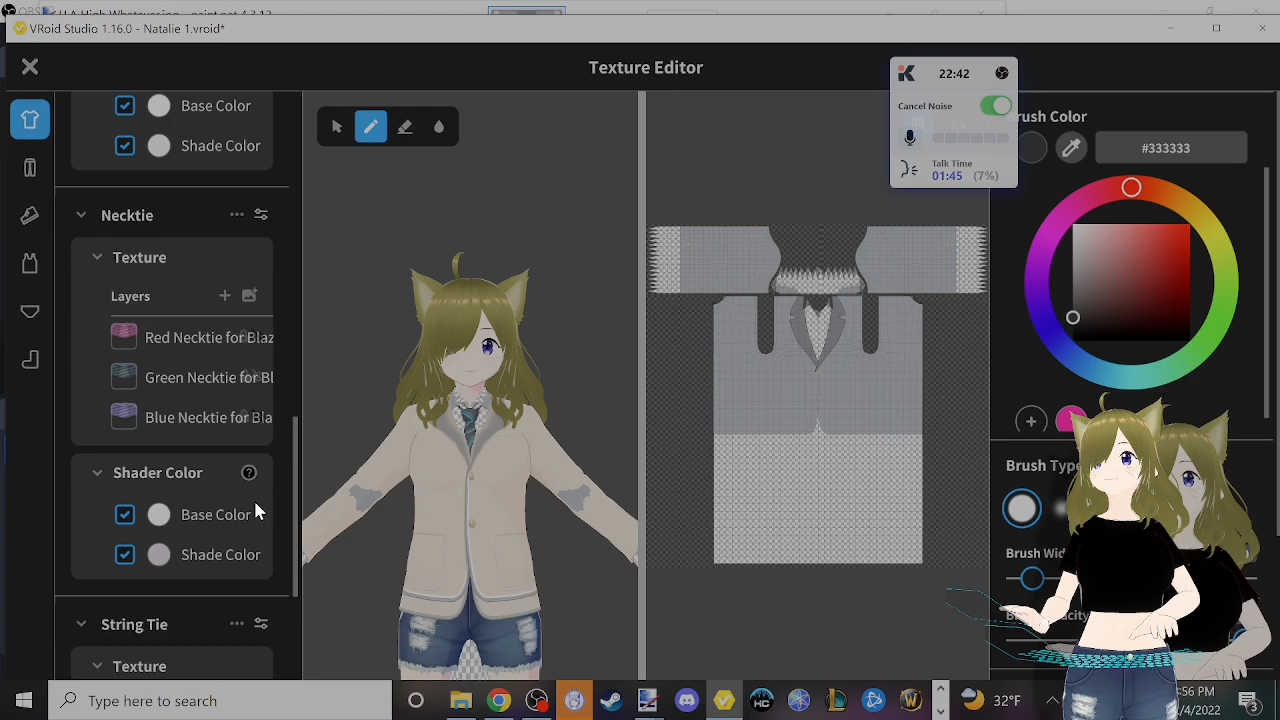 VRoid Studio 1.16.0 - Natalie 1.vroid*
Texture Editor
22:42
Cancel Noise
Talk Time
01:45 (7%)
Base Color
Shade Color
Necktie
Texture
Layers
Red Necktie for Blaz
Green Necktie for Bl
Blue Necktie for Bla
Shader Color
Base Color
Shade Color
String Tie
Texture
Brush Color
#333333
Brush Type
Type here to search
HC
32°F
3